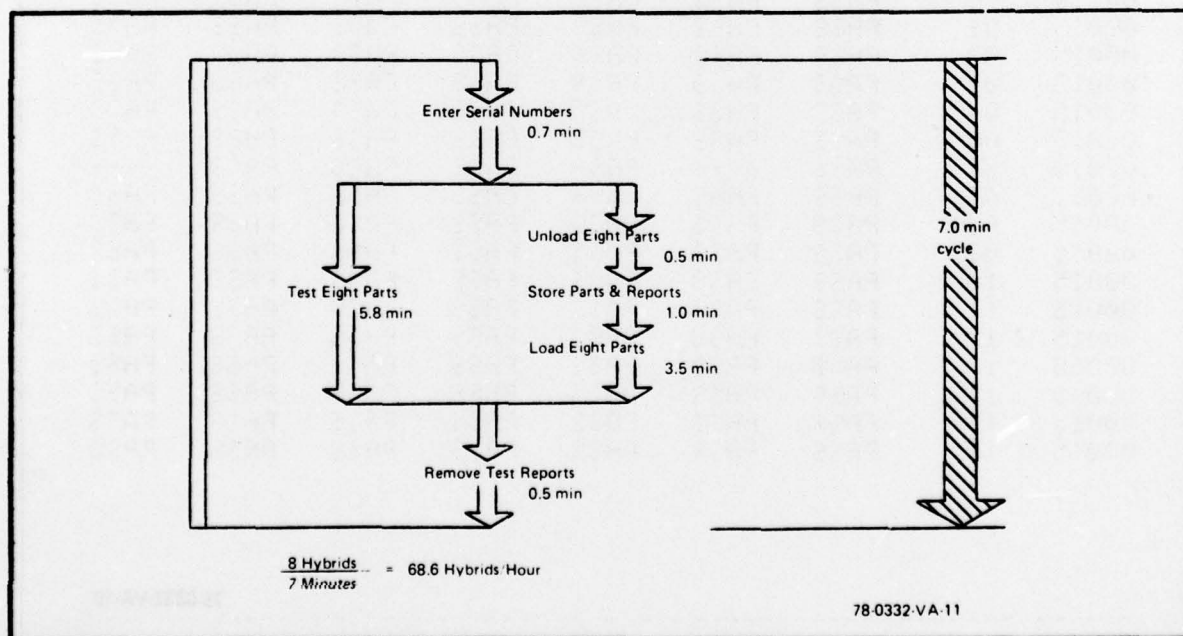 Enter Serial Numbers
0.7 min
Unload Eight Parts
0.5 min
Test Eight Parts
5.8 min
Store Parts & Reports
1.0 min
Load Eight Parts
3.5 min
Remove Test Reports
0.5 min
7.0 min
cycle
8 Hybrids
7 Minutes
= 68.6 Hybrids/Hour
78-0332-VA-11